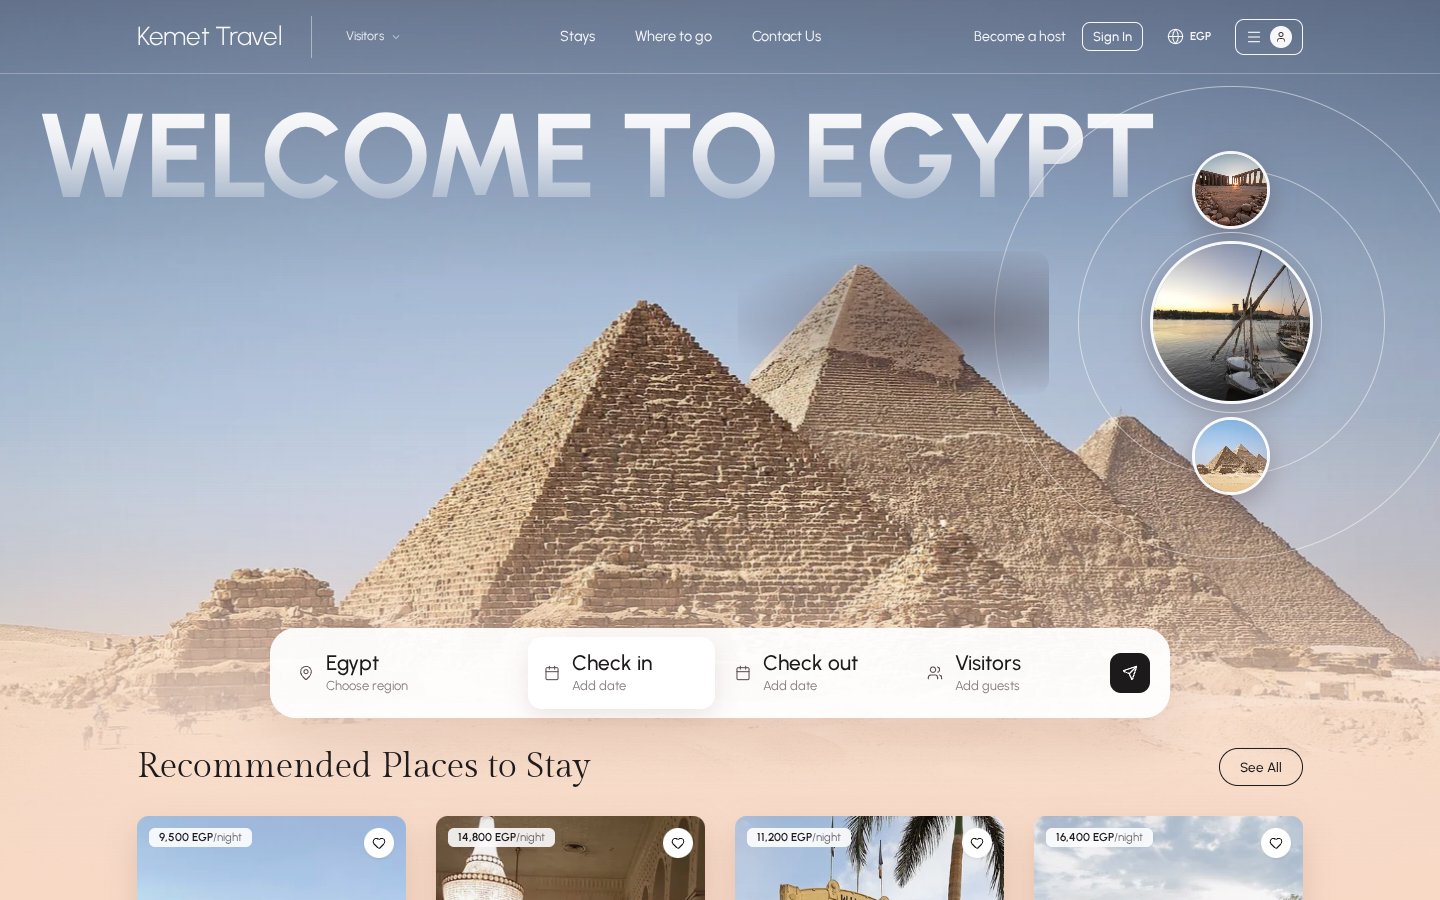 Kemet Travel
Visitors
Stays
Where to go
Contact Us
Become a host
Sign In
EGP
WELCOME TO EGYPT
Egypt
Choose region
Check in
Add date
Check out
Add date
Visitors
Add guests
Recommended Places to Stay
See All
9,500 EGP/night
14,800 EGP/night
11,200 EGP/night
16,400 EGP/night